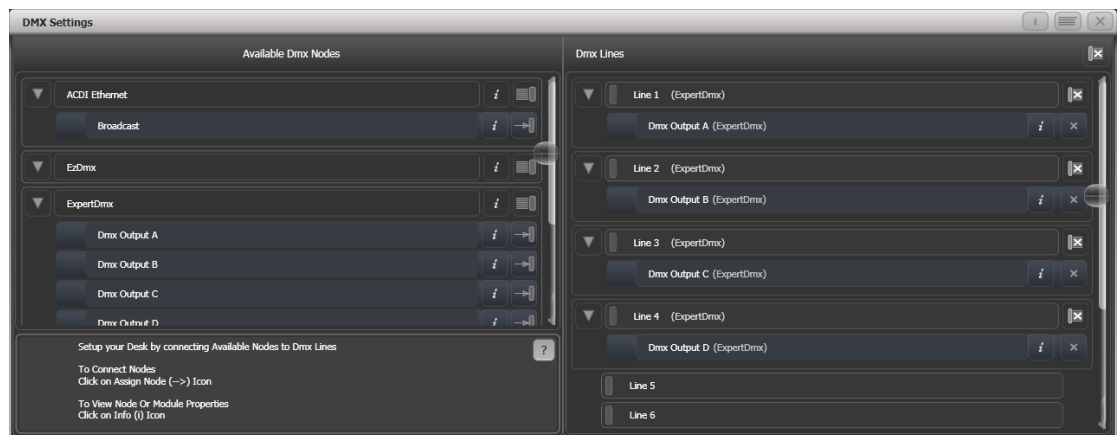 DMX Settings
Available Dmx Nodes
ACDI Ethernet
Broadcast
EzDmx
ExpertDmx
Dmx Output A
Dmx Output B
Dmx Output C
Dmx Output D
Setup your Desk by connecting Available Nodes to Dmx Lines
To Connect Nodes
Click on Assign Node (-->) Icon
To View Node Or Module Properties
Click on Info (i) Icon
?
Dmx Lines
Line 1 (ExpertDmx)
Dmx Output A (ExpertDmx)
Line 2 (ExpertDmx)
Dmx Output B (ExpertDmx)
Line 3 (ExpertDmx)
Dmx Output C (ExpertDmx)
Line 4 (ExpertDmx)
Dmx Output D (ExpertDmx)
Line 5
Line 6